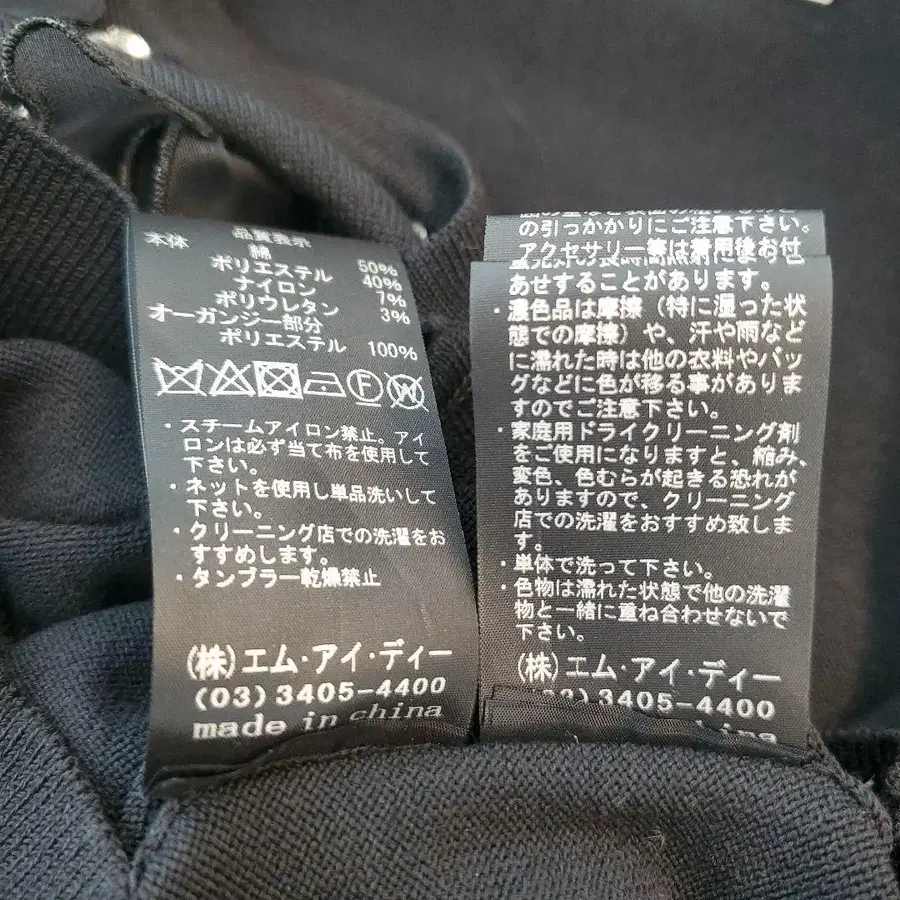 品質表示
本体 綿 50%
ポリエステル 40%
ナイロン 7%
ポリウレタン 3%
オーガンジー部分
ポリエステル 100%
F W
・スチームアイロン禁止。アイ
ロンは必ず当て布を使用して
下さい。
・ネットを使用し単品洗いして
下さい。
・クリーニング店での洗濯をお
すすめします。
・タンブラー乾燥禁止
(株)エム・アイ・ディー
(03)3405-4400
made in china
の引っかかりにご注意下さい。
アクセサリー等は着用後お付
あせすることがあります。
・濃色品は摩擦（特に湿った状
態での摩擦）や、汗や雨など
に濡れた時は他の衣料やバッ
グなどに色が移る事がありま
すのでご注意下さい。
・家庭用ドライクリーニング剤
をご使用になりますと、縮み、
変色、色むらが起きる恐れが
ありますので、クリーニング
店での洗濯をおすすめ致しま
す。
・単体で洗って下さい。
・色物は濡れた状態で他の洗濯
物と一緒に重ね合わせないで
下さい。
(株)エム・アイ・ディー
(03)3405-4400